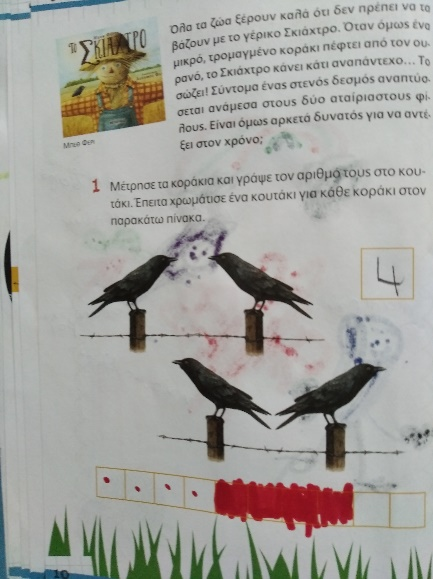 Όλα τα ζώα ξέρουν καλά ότι δεν πρέπει να τα
βάζουν με το γέρικο Σκιάχτρο. Όταν όμως ένα
μικρό, τρομαγμένο κοράκι πέφτει από τον ου-
ρανό, το Σκιάχτρο κάνει κάτι αναπάντεχο... Το
σώζει! Σύντομα ένας στενός δεσμός αναπτύσ-
σεται ανάμεσα στους δύο αταίριαστους φί-
λους. Είναι όμως αρκετά δυνατός για να αντέ-
ξει στον χρόνο;
Το
ΣΚΙΑΧΤΡΟ
Μπεθ Φέρι
1 Μέτρησε τα κοράκια και γράψε τον αριθμό τους στο κου-
τάκι. Έπειτα χρωμάτισε ένα κουτάκι για κάθε κοράκι στον
παρακάτω πίνακα.
4
10